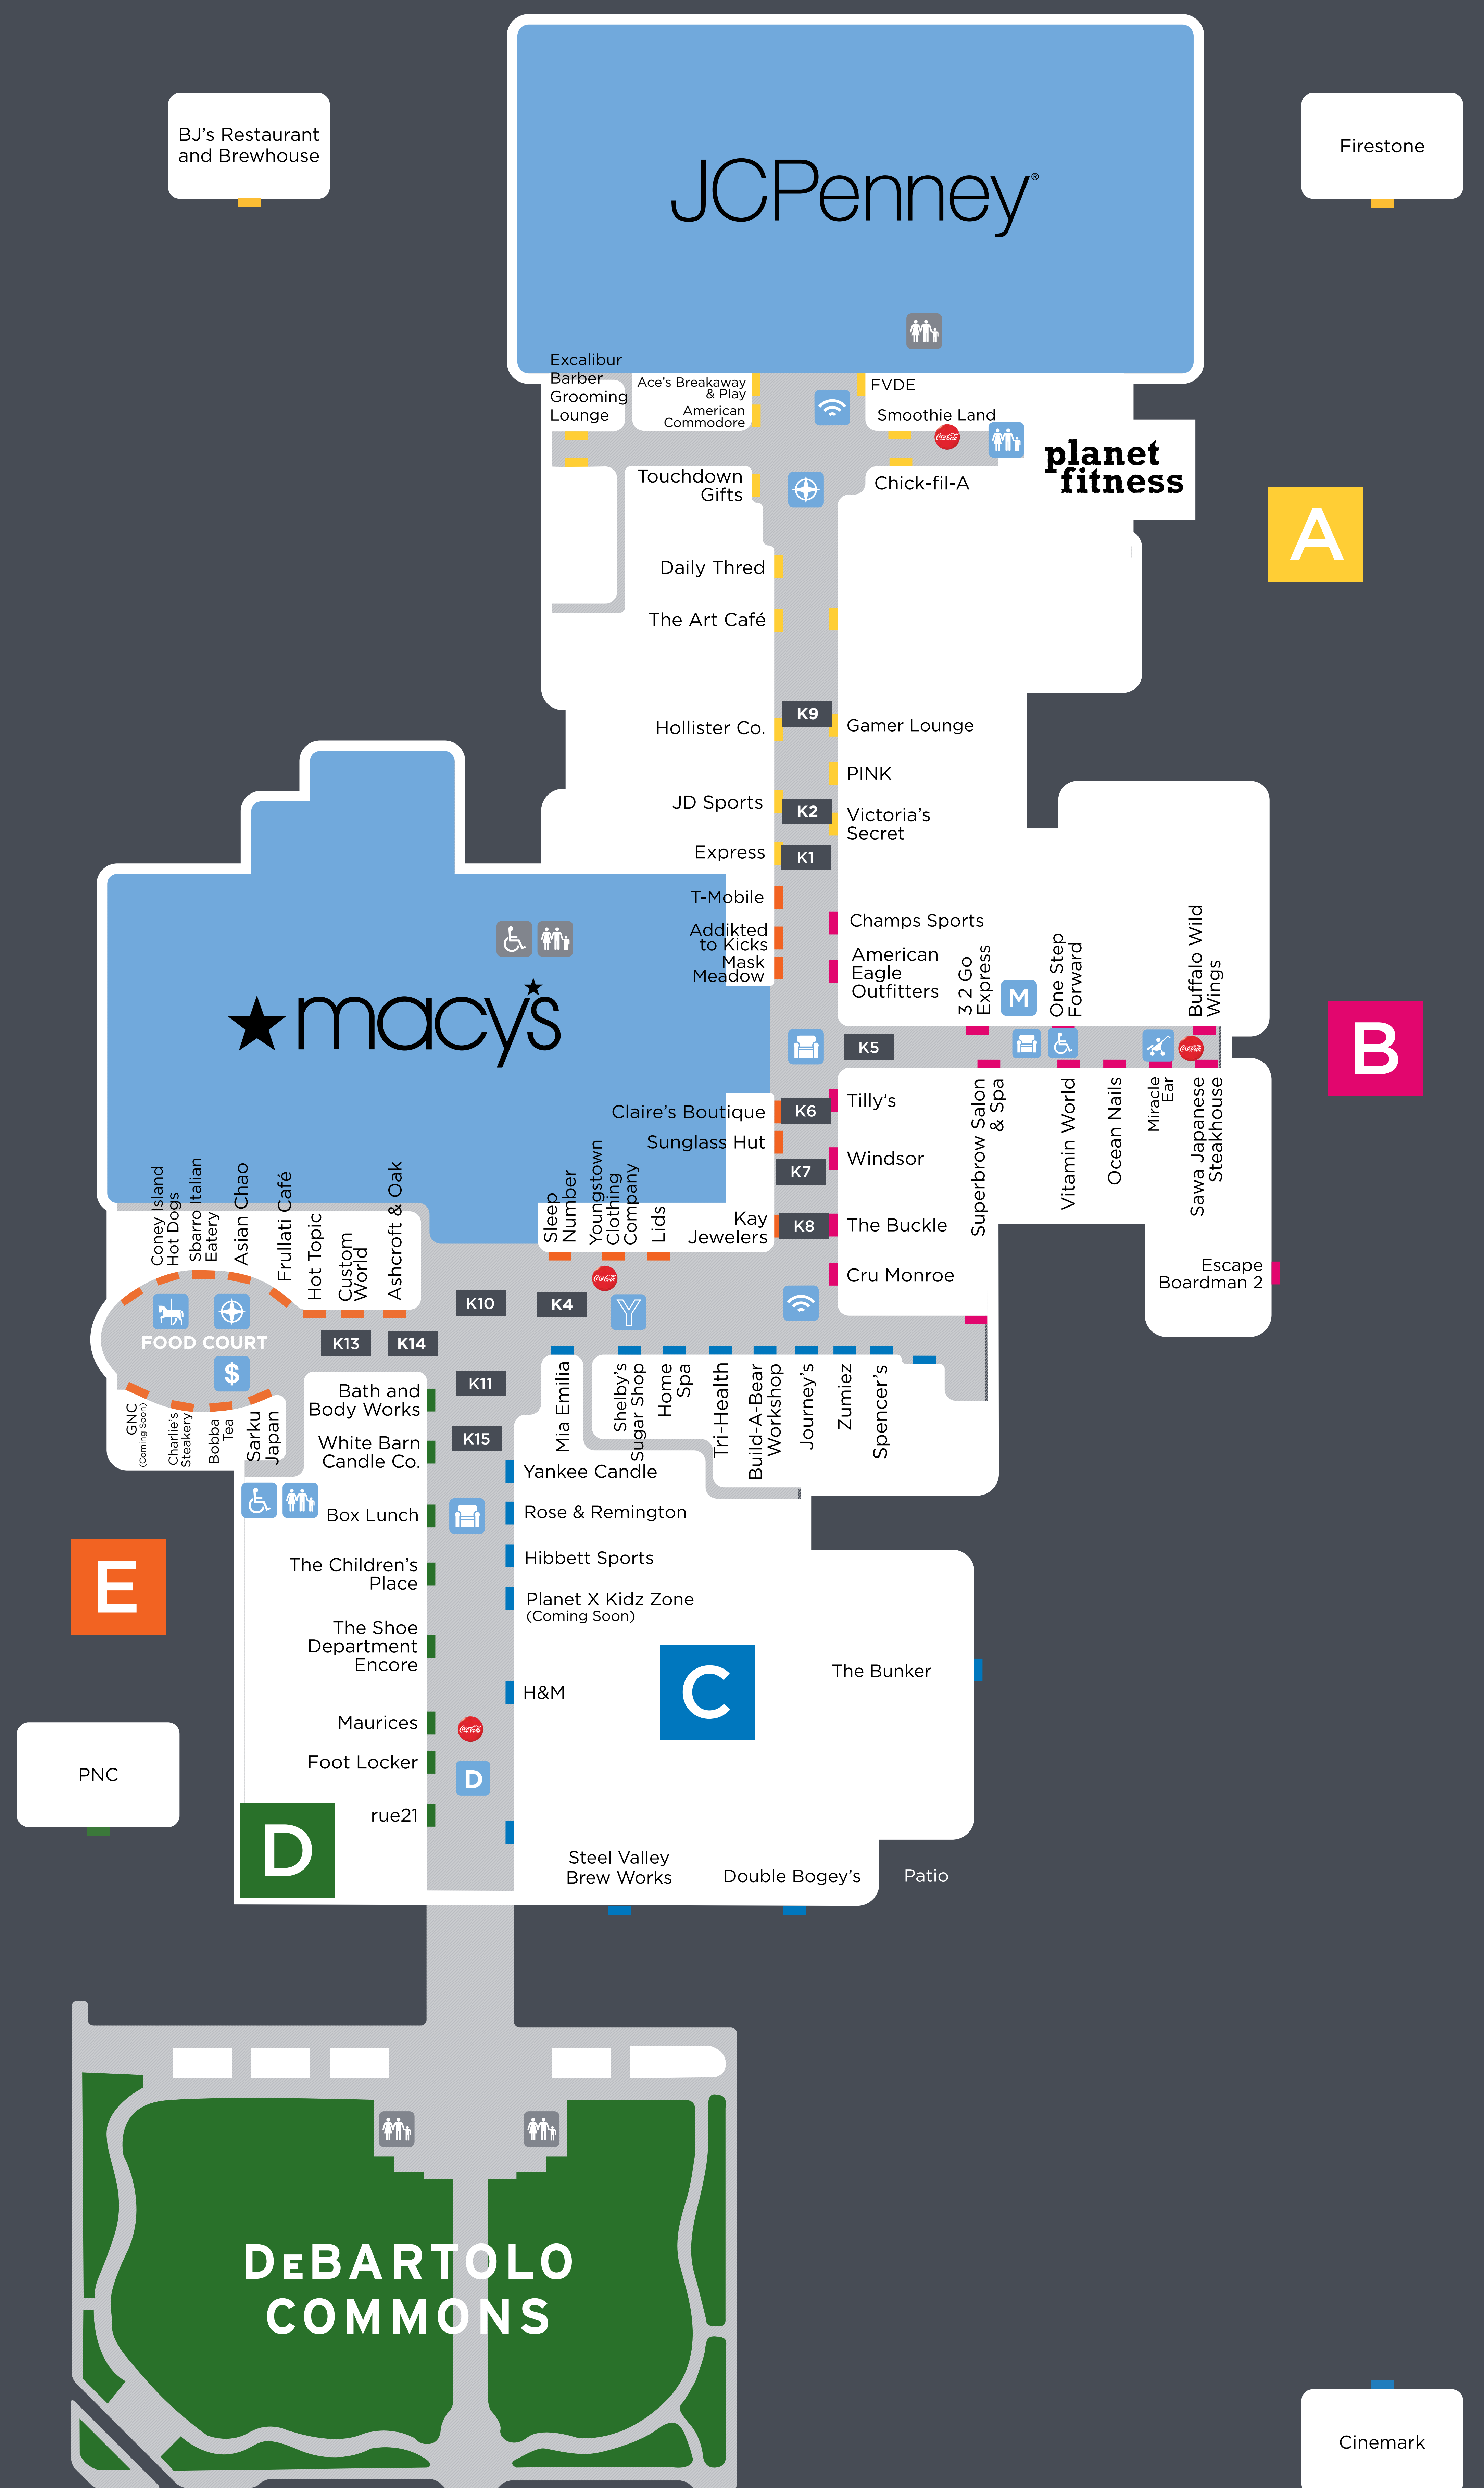 JCPenney®
BJ's Restaurant
and Brewhouse
Firestone
Excalibur
Barber
Grooming
Lounge
Ace's Breakaway
& Play
American
Commodore
FVDE
Smoothie Land
Coca-Cola
planet
fitness
Touchdown
Gifts
Chick-fil-A
A
Daily Thred
The Art Café
K9
Hollister Co.
Gamer Lounge
PINK
JD Sports
K2
Victoria's
Secret
Express
K1
T-Mobile
Addikted
to Kicks
Mask
Meadow
Champs Sports
American
Eagle
Outfitters
3 2 Go
Express
M
One Step
Forward
Buffalo Wild
Wings
macy's
K5
Coca-Cola
B
Claire's Boutique
K6
Tilly's
Sunglass Hut
K7
Windsor
Superbrow Salon
& Spa
Vitamin World
Ocean Nails
Miracle
Ear
Sawa Japanese
Steakhouse
Coney Island
Hot Dogs
Sbarro Italian
Eatery
Asian Chao
Frullati Café
Hot Topic
Custom
World
Ashcroft & Oak
Sleep
Number
Youngstown
Clothing
Company
Lids
Kay
Jewelers
K8
The Buckle
Cru Monroe
Escape
Boardman 2
Coca-Cola
K10
K4
Y
FOOD COURT
K13
K14
$
K11
GNC
(Coming Soon)
Charlie's
Steakery
Bobba
Tea
Sarku
Japan
Bath and
Body Works
K15
White Barn
Candle Co.
Mia Emilia
Shelby's
Sugar Shop
Home
Spa
Tri-Health
Build-A-Bear
Workshop
Journey's
Zumiez
Spencer's
Yankee Candle
Box Lunch
Rose & Remington
E
The Children's
Place
Hibbett Sports
Planet X Kidz Zone
(Coming Soon)
The Shoe
Department
Encore
C
The Bunker
H&M
Maurices
Coca-Cola
PNC
Foot Locker
D
rue21
D
Steel Valley
Brew Works
Double Bogey's
Patio
DeBARTOLO
COMMONS
Cinemark